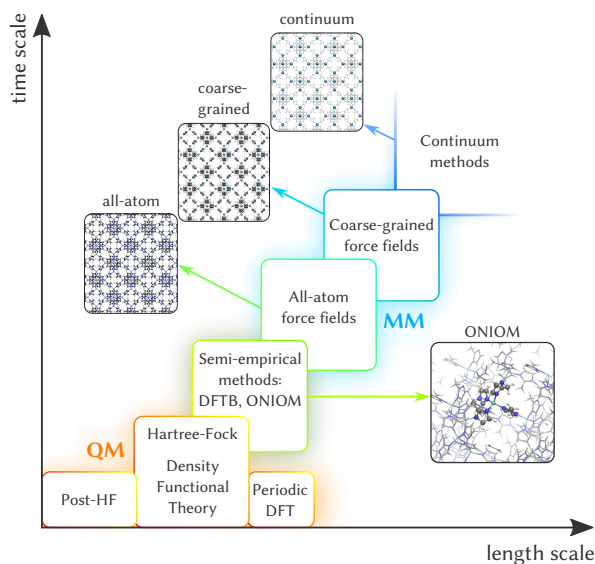 time scale
continuum
coarse-
grained
Continuum
methods
all-atom
Coarse-grained
force fields
All-atom
force fields
MM
ONIOM
Semi-empirical
methods:
DFTB, ONIOM
QM
Hartree-Fock
Density
Functional
Theory
Post-HF
Periodic
DFT
length scale